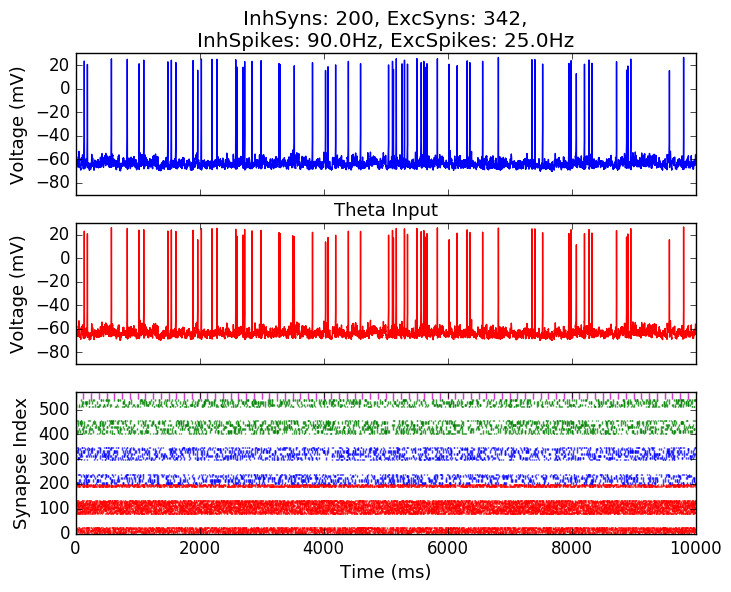 InhSyns: 200, ExcSyns: 342,
InhSpikes: 90.0Hz, ExcSpikes: 25.0Hz
20
0
−20
−40
−60
−80
Voltage (mV)
Theta Input
20
0
−20
−40
−60
−80
Voltage (mV)
500
400
300
200
100
0
Synapse Index
0 2000 4000 6000 8000 10000
Time (ms)